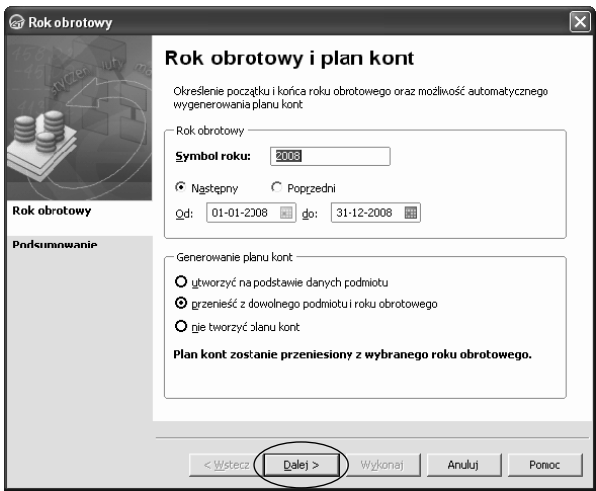 Rok obrotowy
Rok obrotowy i plan kont
Określenie początku i końca roku obrotowego oraz możliwość automatycznego
wygenerowania planu kont
Rok obrotowy
Symbol roku: 2008
Następny Poprzedni
Od: 01-01-2008 do: 31-12-2008
Rok obrotowy
Podsumowanie
Generowanie planu kont
utworzyć na podstawie danych podmiotu
przenieść z dowolnego podmiotu i roku obrotowego
nie tworzyć planu kont
Plan kont zostanie przeniesiony z wybranego roku obrotowego.
< Wstecz Dalej > Wykonaj Anuluj Pomoc